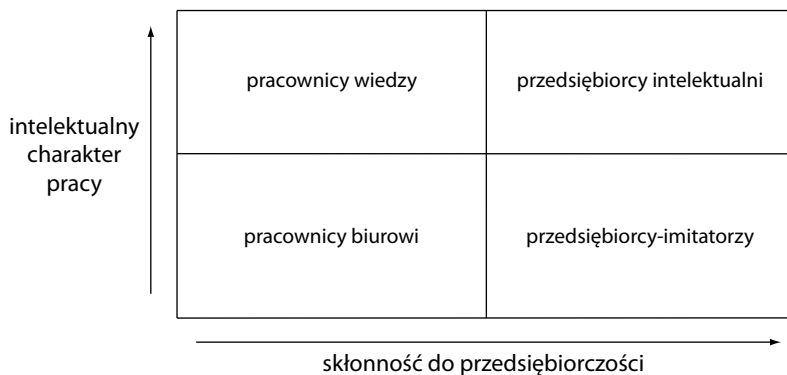 pracownicy wiedzy
przedsiębiorcy intelektualni
intelektualny
charakter
pracy
pracownicy biurowi
przedsiębiorcy-imitatorzy
skłonność do przedsiębiorczości